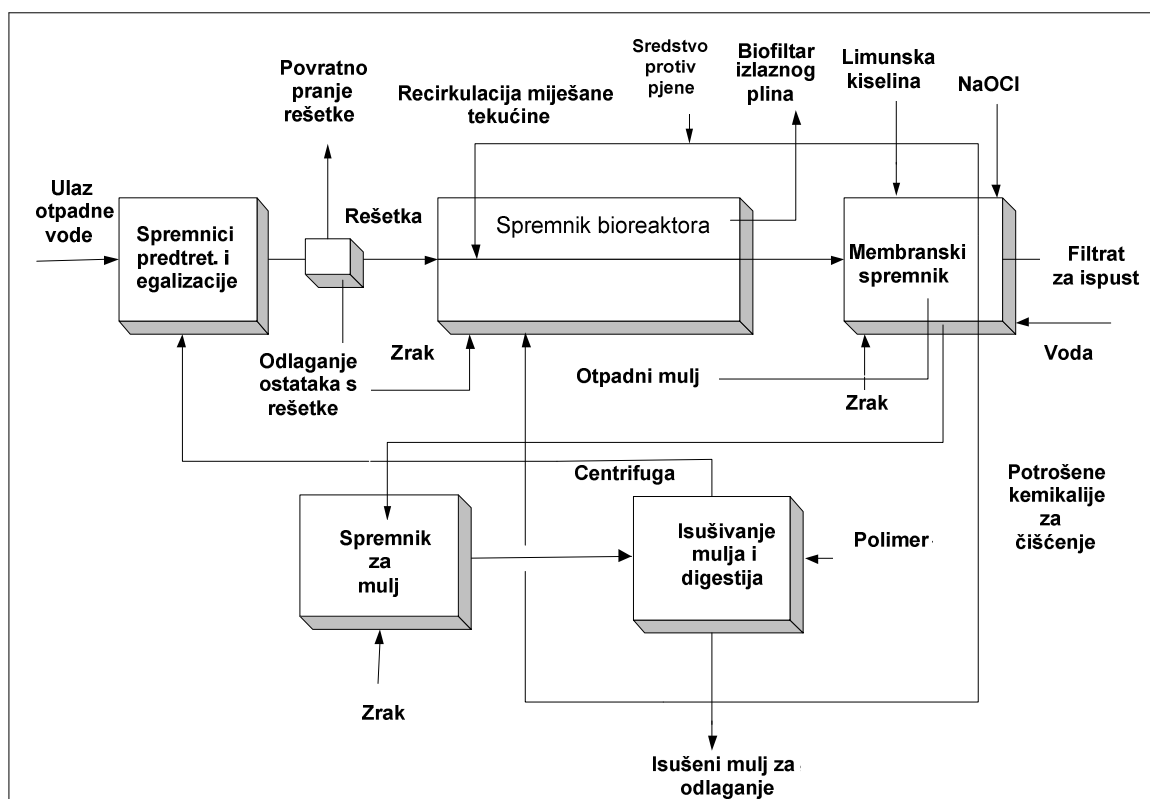 Sredstvo
protiv
pjene
Biofiltar
izlaznog
plina
Limunska
kiselina
NaOCl
Povratno
pranje
rešetke
Recirkulacija miješane
tekućine
Ulaz
otpadne
vode
Spremnici
predtret. i
egalizacije
Rešetka
Spremnik bioreaktora
Membranski
spremnik
Filtrat
za ispust
Odlaganje
ostataka s
rešetke
Zrak
Otpadni mulj
Zrak
Voda
Centrifuga
Potrošene
kemikalije
za
čišćenje
Spremnik
za
mulj
Isušivanje
mulja i
digestija
Polimer
Zrak
Isušeni mulj za
odlaganje